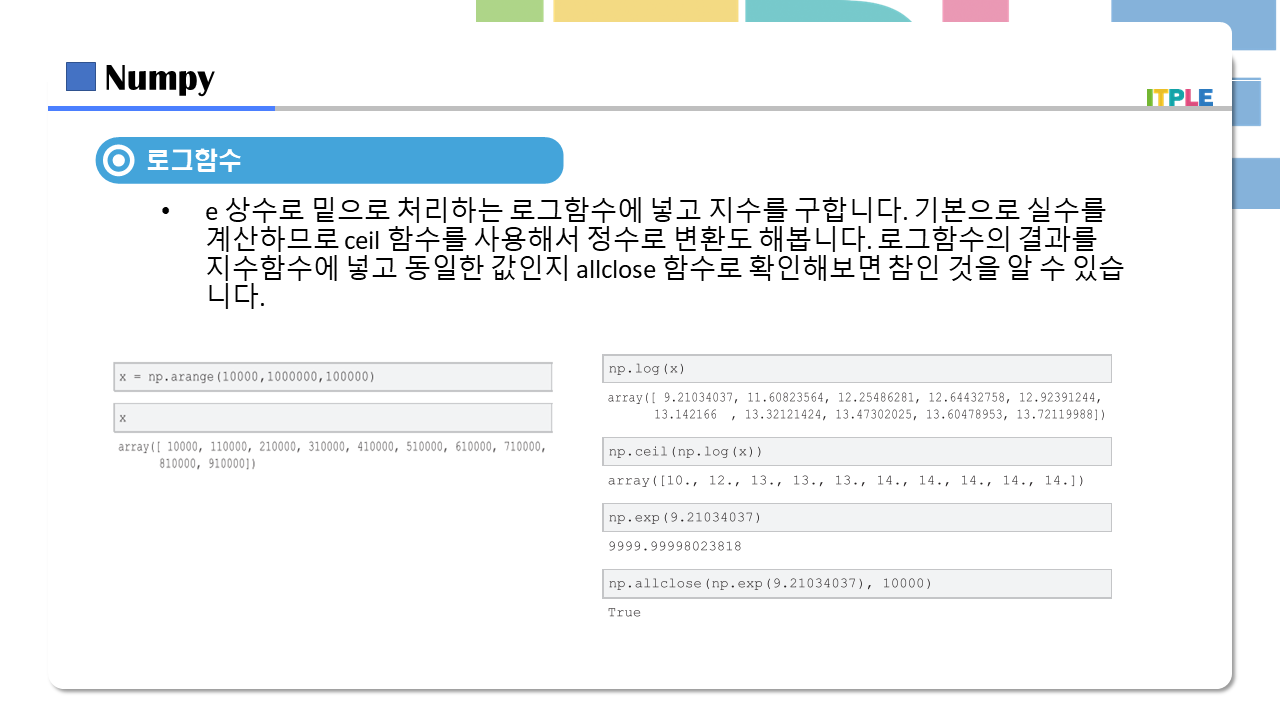 Numpy
ITPLE
로그함수
• e 상수로 밑으로 처리하는 로그함수에 넣고 지수를 구합니다. 기본으로 실수를
계산하므로 ceil 함수를 사용해서 정수로 변환도 해봅니다. 로그함수의 결과를
지수함수에 넣고 동일한 값인지 allclose 함수로 확인해보면 참인 것을 알 수 있습
니다.
x = np.arange(10000,1000000,100000)
x
array([ 10000, 110000, 210000, 310000, 410000, 510000, 610000, 710000,
810000, 910000])
np.log(x)
array([ 9.21034037, 11.60823564, 12.25486281, 12.64432758, 12.92391244,
13.142166  , 13.32121424, 13.47302025, 13.60478953, 13.72119988])
np.ceil(np.log(x))
array([10., 12., 13., 13., 13., 14., 14., 14., 14., 14.])
np.exp(9.21034037)
9999.99998023818
np.allclose(np.exp(9.21034037), 10000)
True